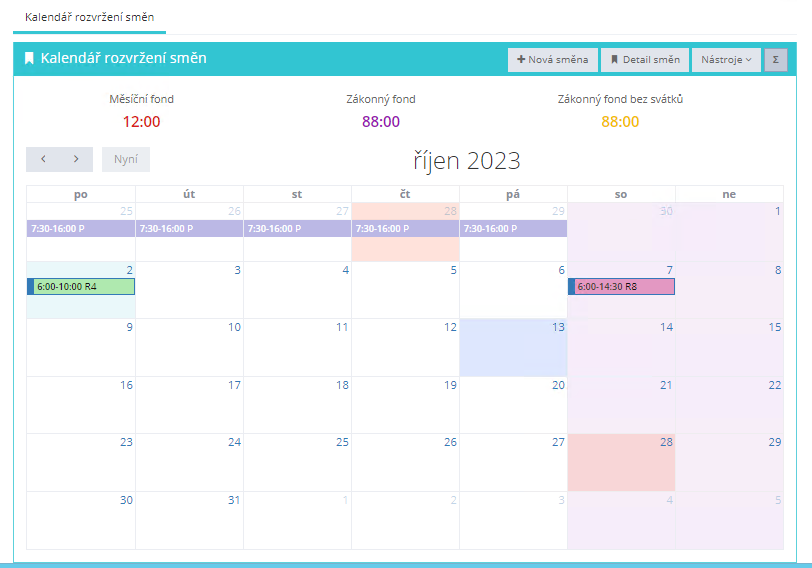 Kalendář rozvržení směn
Kalendář rozvržení směn
Nová směna
Detail směn
Nástroje
Σ
Měsíční fond Zákonný fond Zákonný fond bez svátků
12:00 88:00 88:00
Nyní
říjen 2023
po út st čt pá so ne
25 26 27 28 29 30 1
7:30-16:00 P 7:30-16:00 P 7:30-16:00 P 7:30-16:00 P 7:30-16:00 P
2 3 4 5 6 7 8
6:00-10:00 R4 6:00-14:30 R8
9 10 11 12 13 14 15
16 17 18 19 20 21 22
23 24 25 26 27 28 29
30 31 1 2 3 4 5